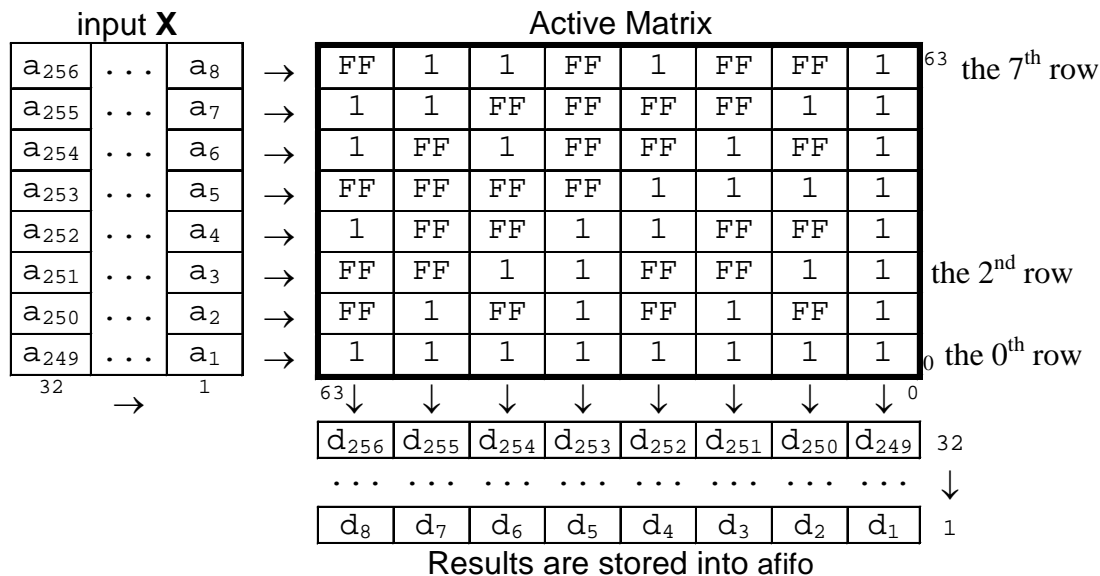 input X Active Matrix
a256 ... a8 → FF 1 1 FF 1 FF FF 1 63 the 7th row
a255 ... a7 → 1 1 FF FF FF FF 1 1
a254 ... a6 → 1 FF 1 FF FF 1 FF 1
a253 ... a5 → FF FF FF FF 1 1 1 1
a252 ... a4 → 1 FF FF 1 1 FF FF 1
a251 ... a3 → FF FF 1 1 FF FF 1 1 the 2nd row
a250 ... a2 → FF 1 FF 1 FF 1 FF 1
a249 ... a1 → 1 1 1 1 1 1 1 1 0 the 0th row
32 → 1 63 ↓ ↓ ↓ ↓ ↓ ↓ ↓ ↓ 0
d256 d255 d254 d253 d252 d251 d250 d249 32
... ... ... ... ... ... ... ... ↓
d8 d7 d6 d5 d4 d3 d2 d1 1
Results are stored into afifo